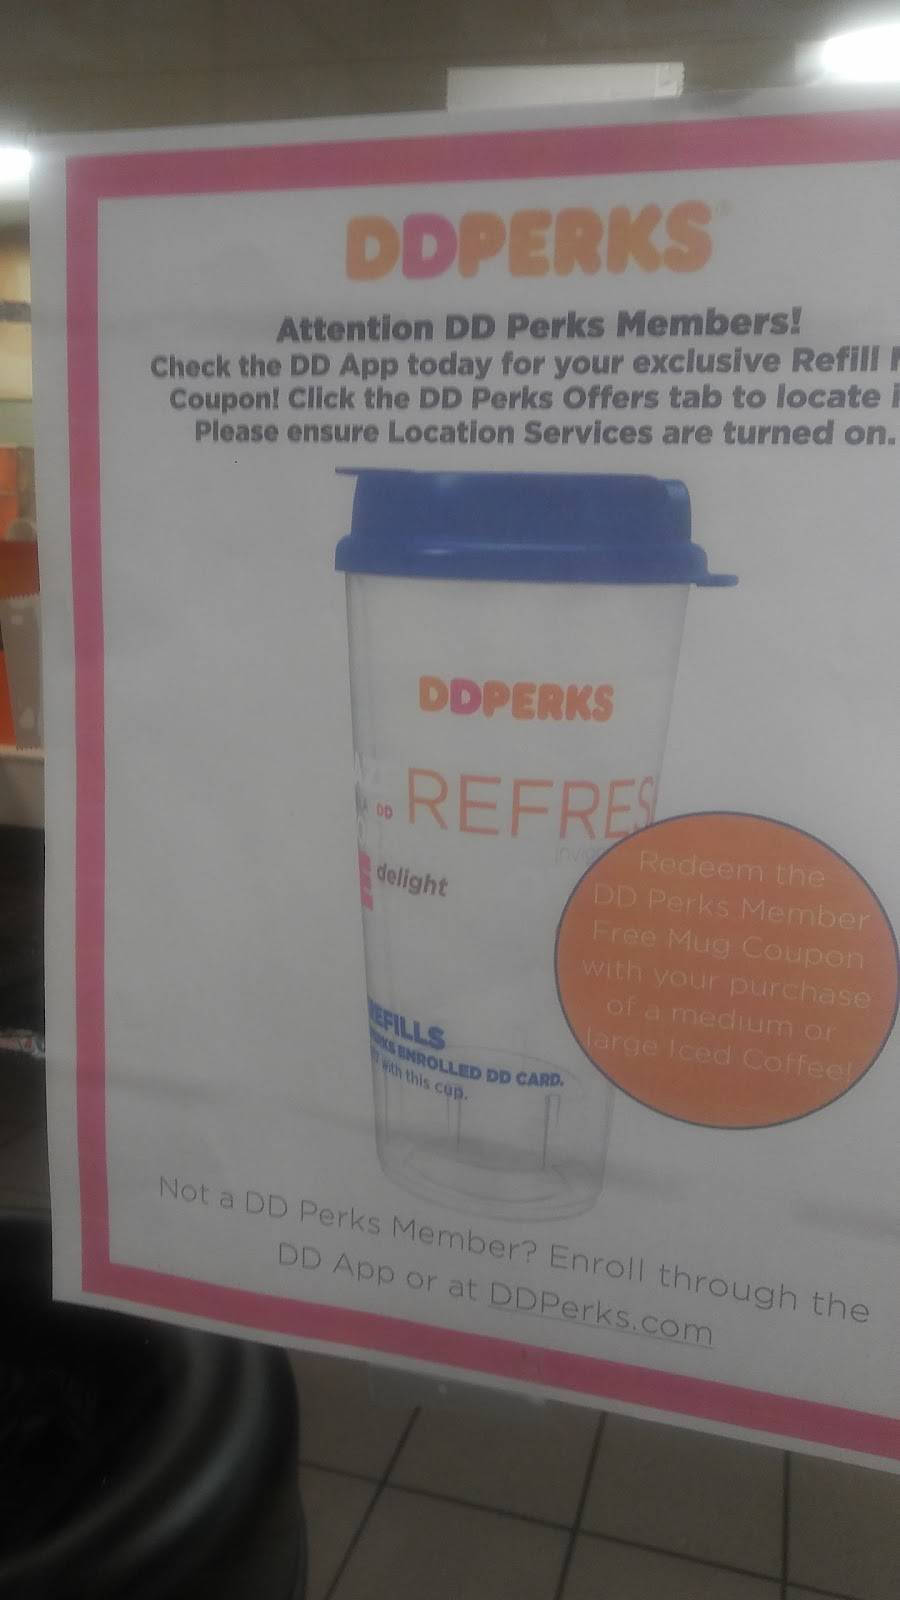 DDPERKS
Attention DD Perks Members!
Check the DD App today for your exclusive Refill
Coupon! Click the DD Perks Offers tab to locate
Please ensure Location Services are turned on.
DDPERKS
DD REFRES
delight
EFILLS
ENROLLED DD CARD.
with this cup.
Redeem the
DD Perks Member
Free Mug Coupon
with your purchase
of a medium or
large Iced Coffee!
Not a DD Perks Member? Enroll through the
DD App or at DDPerks.com